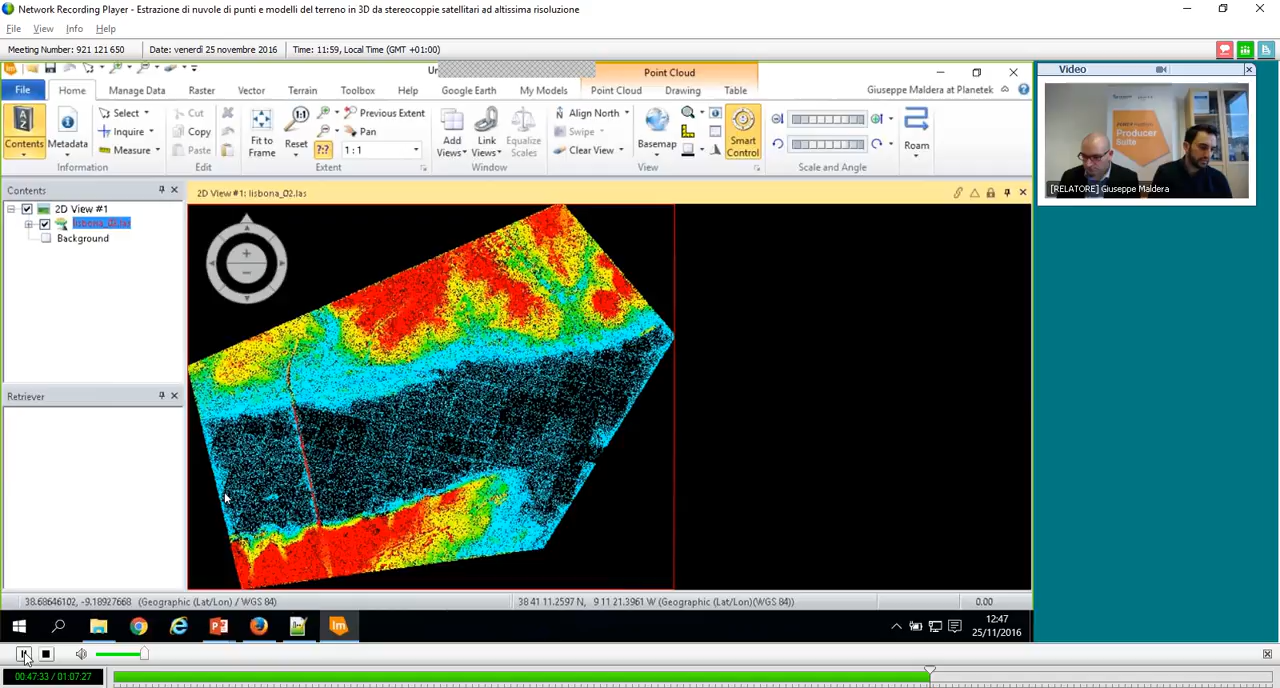 Network Recording Player - Estrazione di nuvole di punti e modelli del terreno in 3D da stereocoppie satellitari ad altissima risoluzione
File View Info Help
Meeting Number: 921 121 650 Date: venerdì 25 novembre 2016 Time: 11:59, Local Time (GMT +01:00)
Point Cloud
File Home Manage Data Raster Vector Terrain Toolbox Help Google Earth My Models Point Cloud Drawing Table Giuseppe Maldera at Planetek
Contents Metadata Select Inquire Measure Information
Cut Copy Paste Edit
Fit to Frame Reset Previous Extent Pan 1 : 1 Extent
Add Views Link Views Equalize Scales Window
Align North Swipe Clear View Basemap Smart Control View
Scale and Angle
Roam
Contents
2D View #1
Background
Retriever
2D View #1: lisbona_02.las
38.68646102, -9.18927668 (Geographic (Lat/Lon) / WGS 84) 38 41 11.2597 N, 9 11 21.3961 W (Geographic (Lat/Lon)(WGS 84)) 0.00
12:47
25/11/2016
Video
Producer
Suite
[RELATORE] Giuseppe Maldera
00:47:33 / 01:07:27